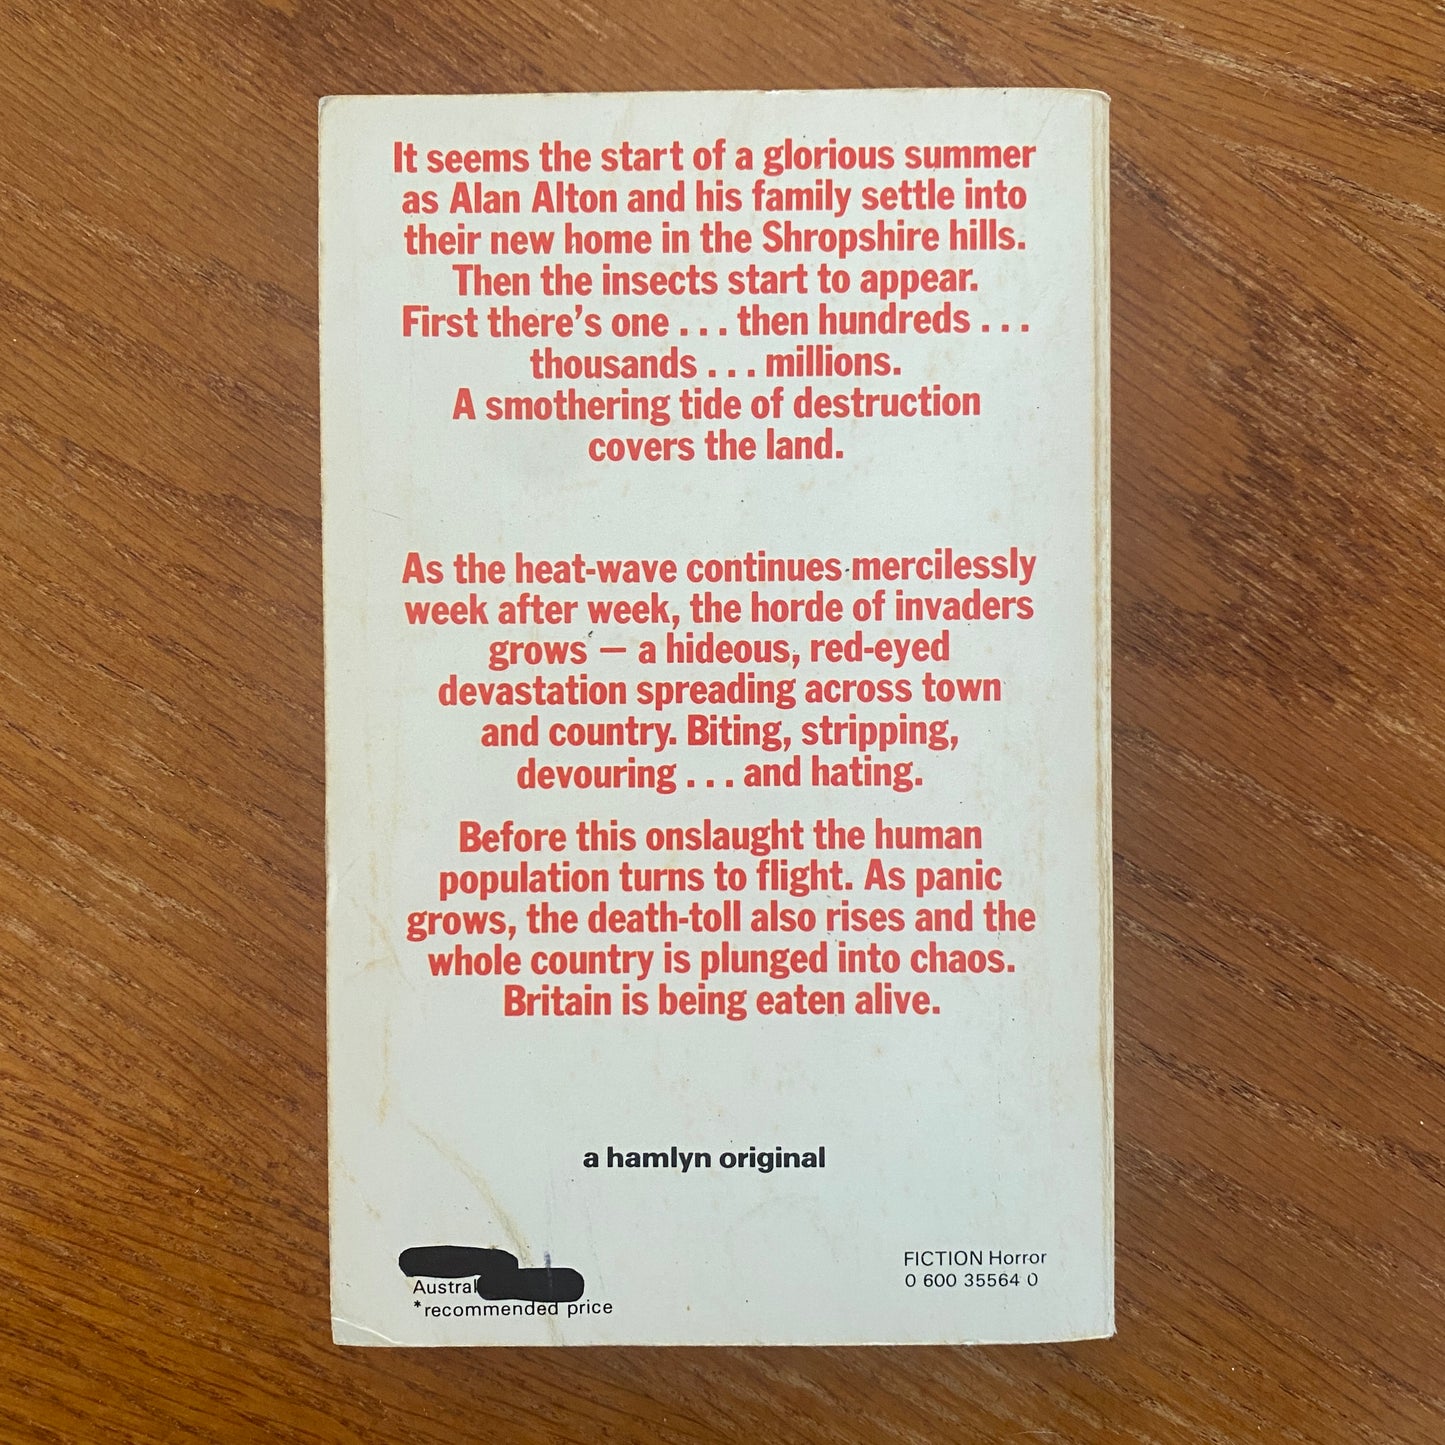 It seems the start of a glorious summer
as Alan Alton and his family settle into
their new home in the Shropshire hills.
Then the insects start to appear.
First there's one . . . then hundreds . . .
thousands . . . millions.
A smothering tide of destruction
covers the land.
As the heat-wave continues mercilessly
week after week, the horde of invaders
grows — a hideous, red-eyed
devastation spreading across town
and country. Biting, stripping,
devouring . . . and hating.
Before this onslaught the human
population turns to flight. As panic
grows, the death-toll also rises and the
whole country is plunged into chaos.
Britain is being eaten alive.
a hamlyn original
Austral
*recommended price
FICTION Horror
0 600 35564 0